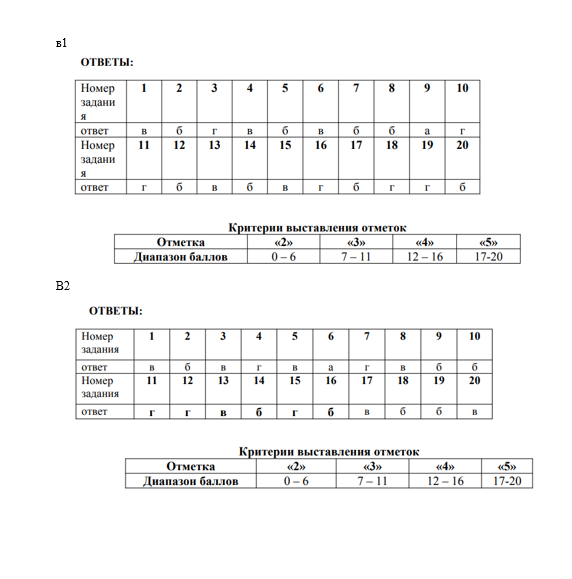 в1
ОТВЕТЫ:
Номер задани я 1 2 3 4 5 6 7 8 9 10
ответ в б г в б в б б а г
Номер задани я 11 12 13 14 15 16 17 18 19 20
ответ г б в б в г б г г б
Критерии выставления отметок
Отметка «2» «3» «4» «5»
Диапазон баллов 0 – 6 7 – 11 12 – 16 17-20
В2
ОТВЕТЫ:
Номер задания 1 2 3 4 5 6 7 8 9 10
ответ в б в г в а г в б б
Номер задания 11 12 13 14 15 16 17 18 19 20
ответ г г в б г б в б б в
Критерии выставления отметок
Отметка «2» «3» «4» «5»
Диапазон баллов 0 – 6 7 – 11 12 – 16 17-20